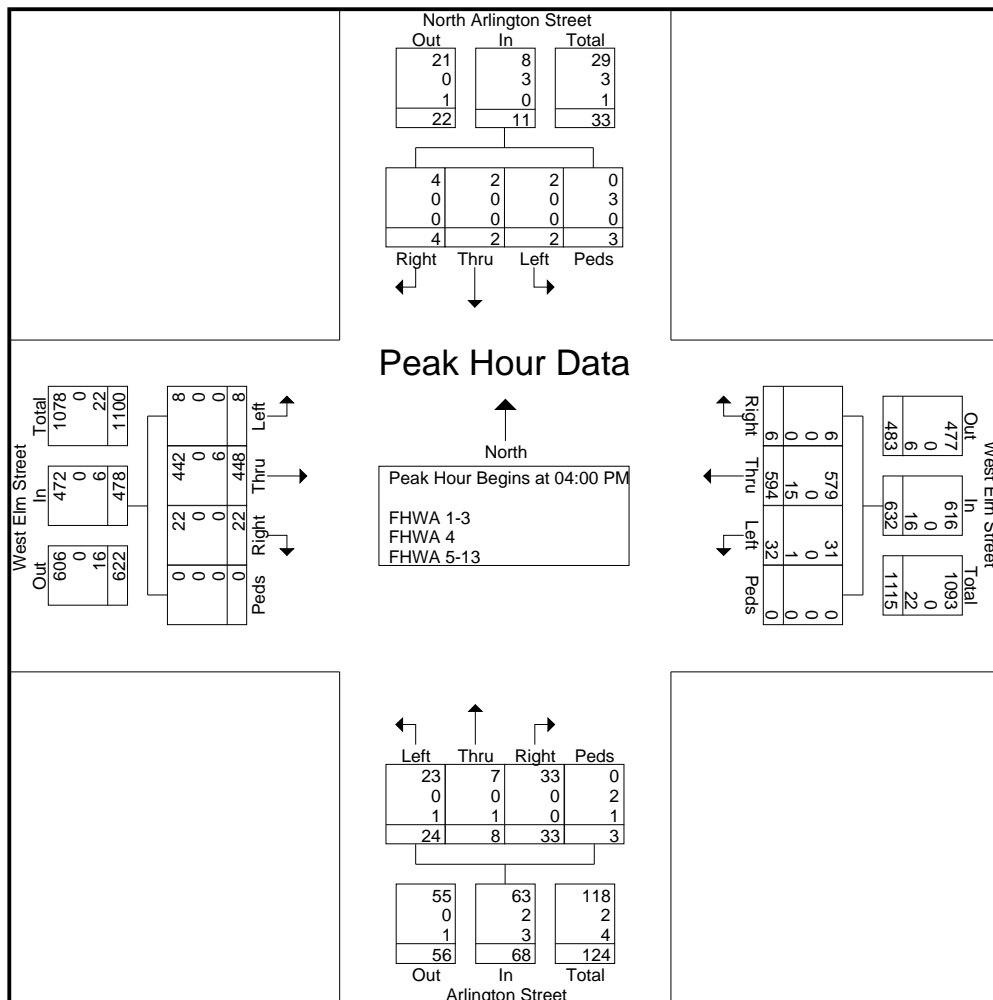 North Arlington Street
Out In Total
21 8 29
0 3 3
1 0 1
22 11 33
4 2 2 0
0 0 0 3
0 0 0 0
4 2 2 3
Right Thru Left Peds
West Elm Street
Out In Total
606 472 1078
0 0 0
16 6 22
622 478 1100
0 22 442 8
0 0 0 0
0 0 6 0
0 22 448 8
Peds Right Thru Left
Peak Hour Data
North
Peak Hour Begins at 04:00 PM
FHWA 1-3
FHWA 4
FHWA 5-13
West Elm Street
Out In Total
477 616 1093
0 0 0
6 16 22
483 632 1115
6 579 31 0
0 0 0 0
0 15 1 0
6 594 32 0
Right Thru Left Peds
Left Thru Right Peds
23 7 33 0
0 0 0 2
1 1 0 1
24 8 33 3
55 63 118
0 2 2
1 3 4
56 68 124
Out In Total
Arlington Street